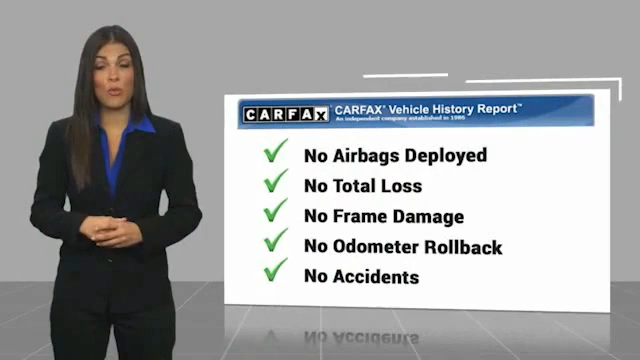 CARFAX CARFAX® Vehicle History Report™
An independent company established in 1986
No Airbags Deployed
No Total Loss
No Frame Damage
No Odometer Rollback
No Accidents